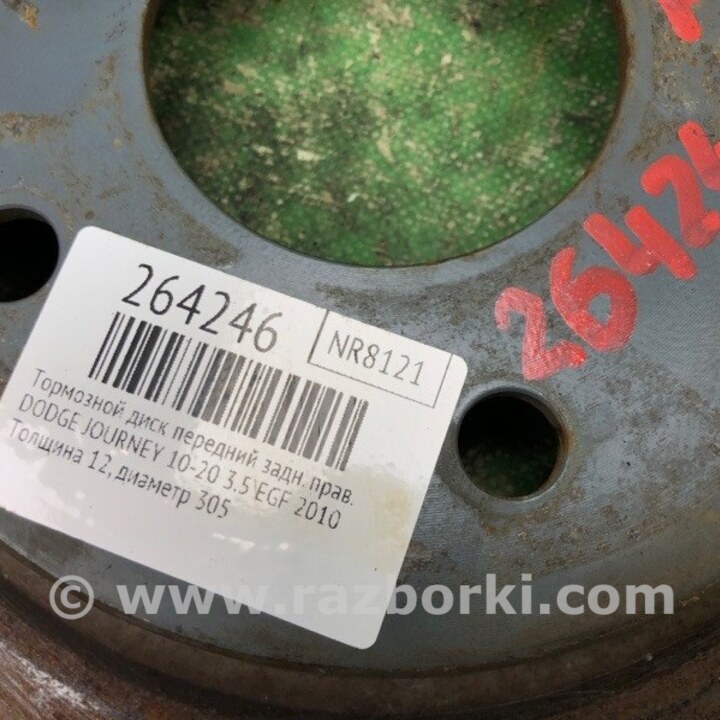 264246
NR8121
Тормозной диск передний задн. прав.
DODGE JOURNEY 10-20 3.5 EGF 2010
Толщина 12, диаметр 305
26424
© www.razborki.com